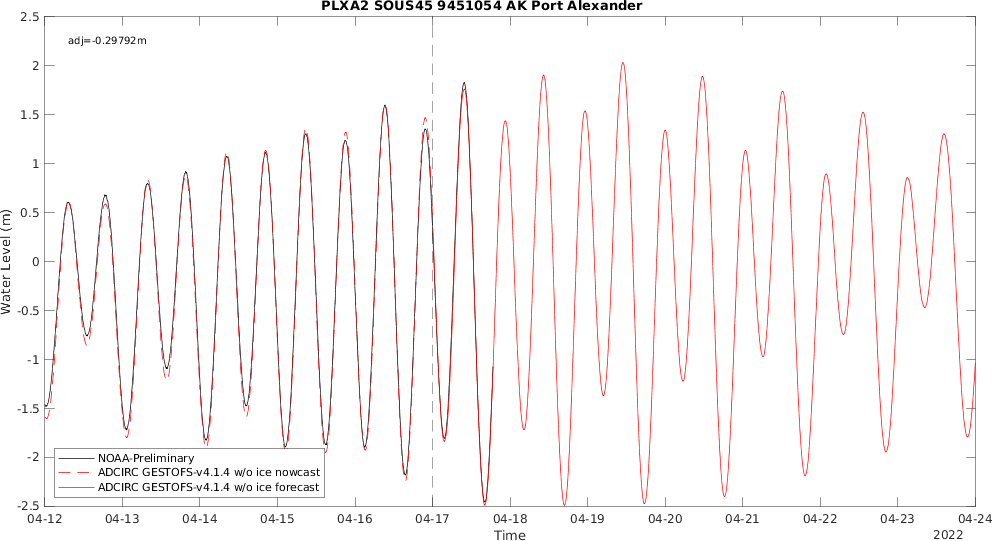 PLXA2 SOUS45 9451054 AK Port Alexander
adj=-0.29792m
Water Level (m)
2.5
2
1.5
1
0.5
0
-0.5
-1
-1.5
-2
-2.5
NOAA-Preliminary
ADCIRC GESTOFS-v4.1.4 w/o ice nowcast
ADCIRC GESTOFS-v4.1.4 w/o ice forecast
04-12 04-13 04-14 04-15 04-16 04-17 04-18 04-19 04-20 04-21 04-22 04-23 04-24
Time
2022